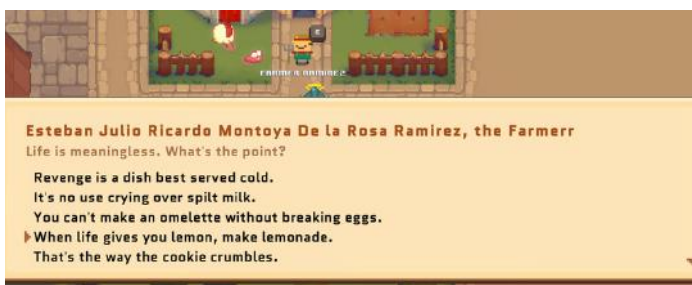 E
FARMER RAMIREZ
Esteban Julio Ricardo Montoya De la Rosa Ramirez, the Farmerr
Life is meaningless. What's the point?
Revenge is a dish best served cold.
It's no use crying over spilt milk.
You can't make an omelette without breaking eggs.
When life gives you lemon, make lemonade.
That's the way the cookie crumbles.